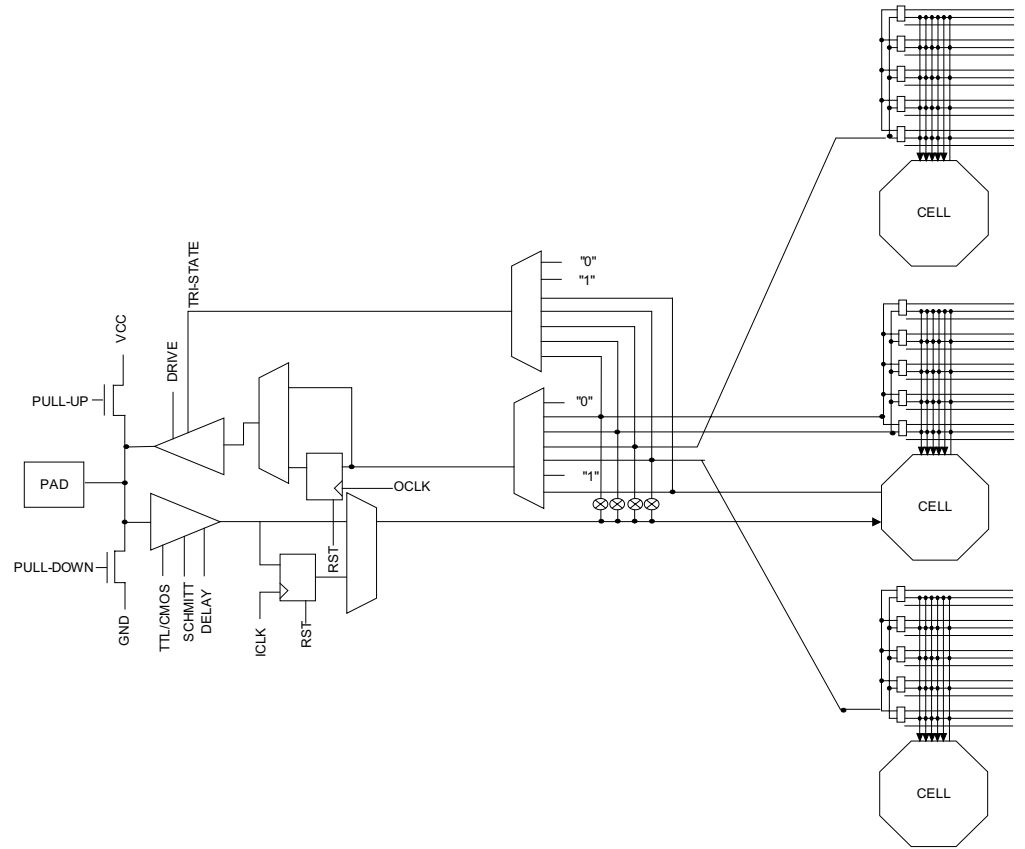 CELL
TRI-STATE
"0"
"1"
VCC
DRIVE
PULL-UP
"0"
PAD
"1"
OCLK
CELL
RST
PULL-DOWN
GND
TTL/CMOS
SCHMITT
DELAY
ICLK
RST
CELL